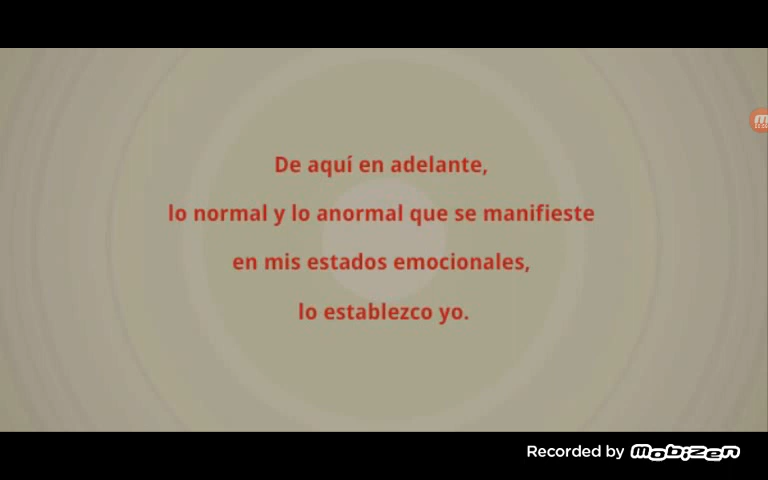 De aquí en adelante,
lo normal y lo anormal que se manifieste
en mis estados emocionales,
lo establezco yo.
Recorded by mobizen